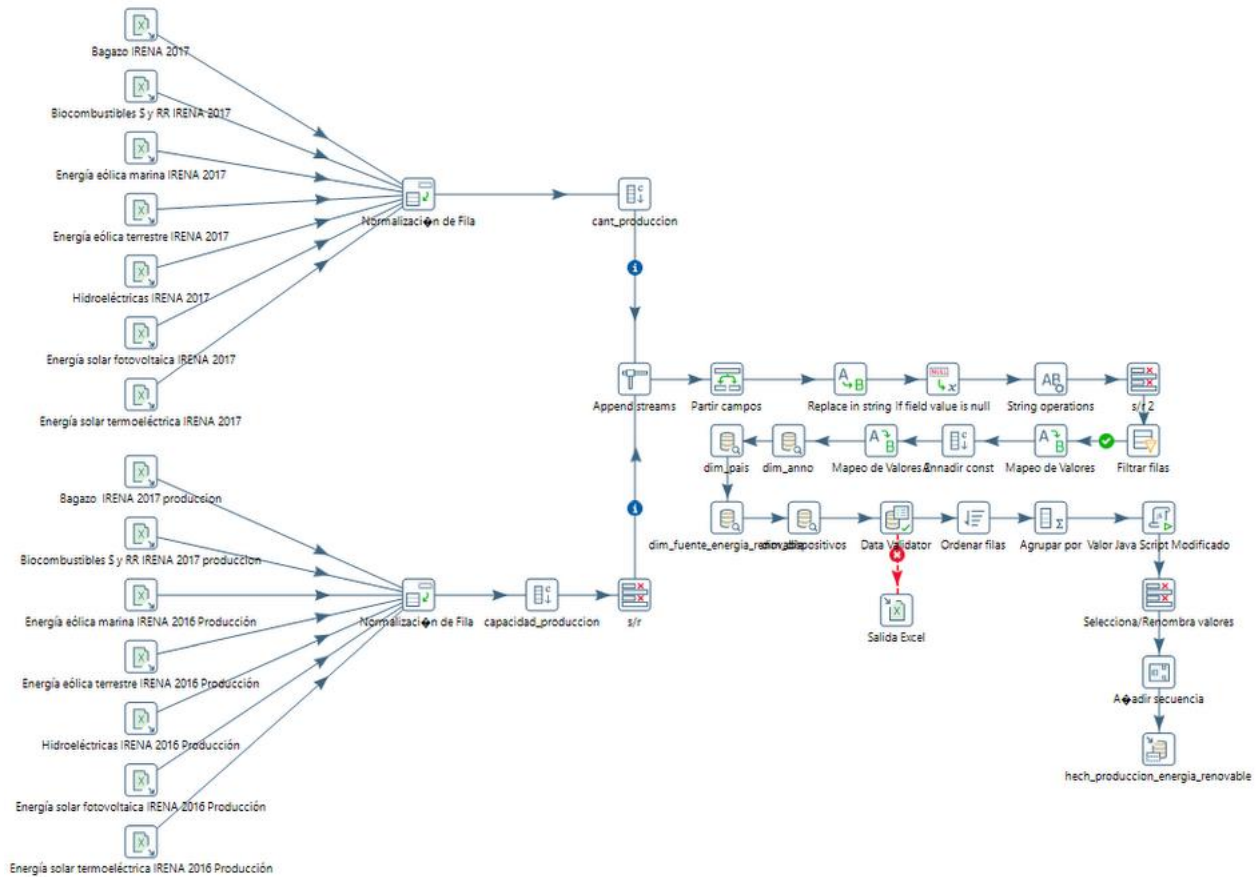 Bagazo IRENA 2017
Biocombustibles S y RR IRENA 2017
Energía eólica marina IRENA 2017
Energía eólica terrestre IRENA 2017
Hidroeléctricas IRENA 2017
Energía solar fotovoltaica IRENA 2017
Energía solar termoeléctrica IRENA 2017
Normalizaci�n de Fila
cant_produccion
Append streams
Partir campos
Replace in string
If field value is null
String operations
s/r 2
dim_pais
dim_anno
Mapeo de Valores 2
Annadir const
Mapeo de Valores
Filtrar filas
Bagazo IRENA 2017 produccion
Biocombustibles S y RR IRENA 2017 produccion
Energía eólica marina IRENA 2016 Producción
Energía eólica terrestre IRENA 2016 Producción
Hidroeléctricas IRENA 2016 Producción
Energía solar fotovoltaica IRENA 2016 Producción
Energía solar termoeléctrica IRENA 2016 Producción
Normalizaci�n de Fila
capacidad_produccion
s/r
dim_fuente_energia_renovable
dim_dispositivos
Data Validator
Ordenar filas
Agrupar por
Valor Java Script Modificado
Salida Excel
Selecciona/Renombra valores
A�adir secuencia
hech_produccion_energia_renovable